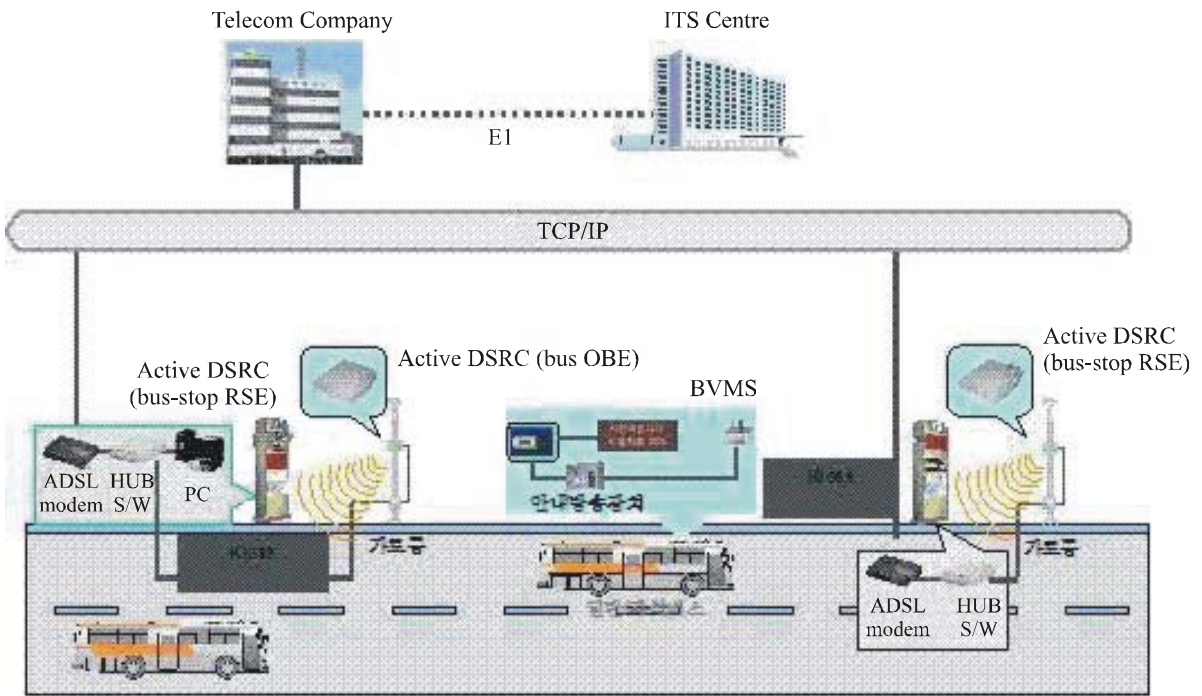 Telecom Company
ITS Centre
E1
TCP/IP
Active DSRC
(bus-stop RSE)
Active DSRC (bus OBE)
BVMS
Active DSRC
(bus-stop RSE)
ADSL
modem
HUB
S/W
PC
안내방송장치
가로등
가로등
ADSL
modem
HUB
S/W